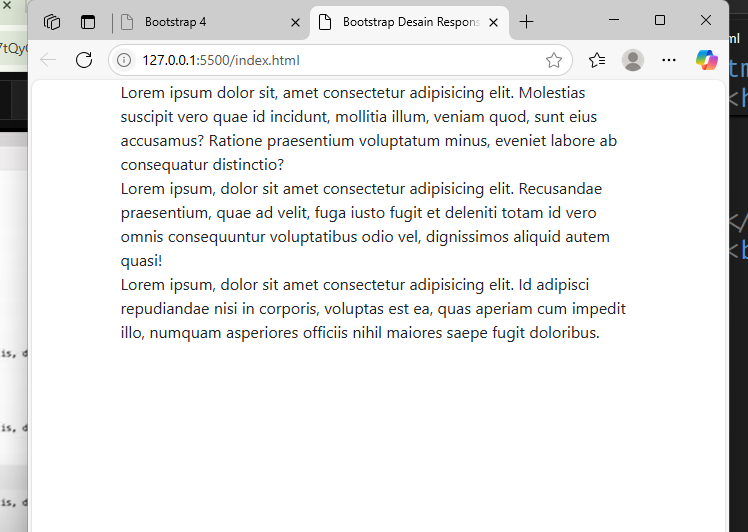 Bootstrap 4
Bootstrap Desain Respons
127.0.0.1:5500/index.html
Lorem ipsum dolor sit, amet consectetur adipisicing elit. Molestias
suscipit vero quae id incidunt, mollitia illum, veniam quod, sunt eius
accusamus? Ratione praesentium voluptatum minus, eveniet labore ab
consequatur distinctio?
Lorem ipsum, dolor sit amet consectetur adipisicing elit. Recusandae
praesentium, quae ad velit, fuga iusto fugit et deleniti totam id vero
omnis consequuntur voluptatibus odio vel, dignissimos aliquid autem
quasi!
Lorem ipsum, dolor sit amet consectetur adipisicing elit. Id adipisci
repudiandae nisi in corporis, voluptas est ea, quas aperiam cum impedit
illo, numquam asperiores officiis nihil maiores saepe fugit doloribus.
is, d
is, d
is, d
ml
tm
<h
</
<b